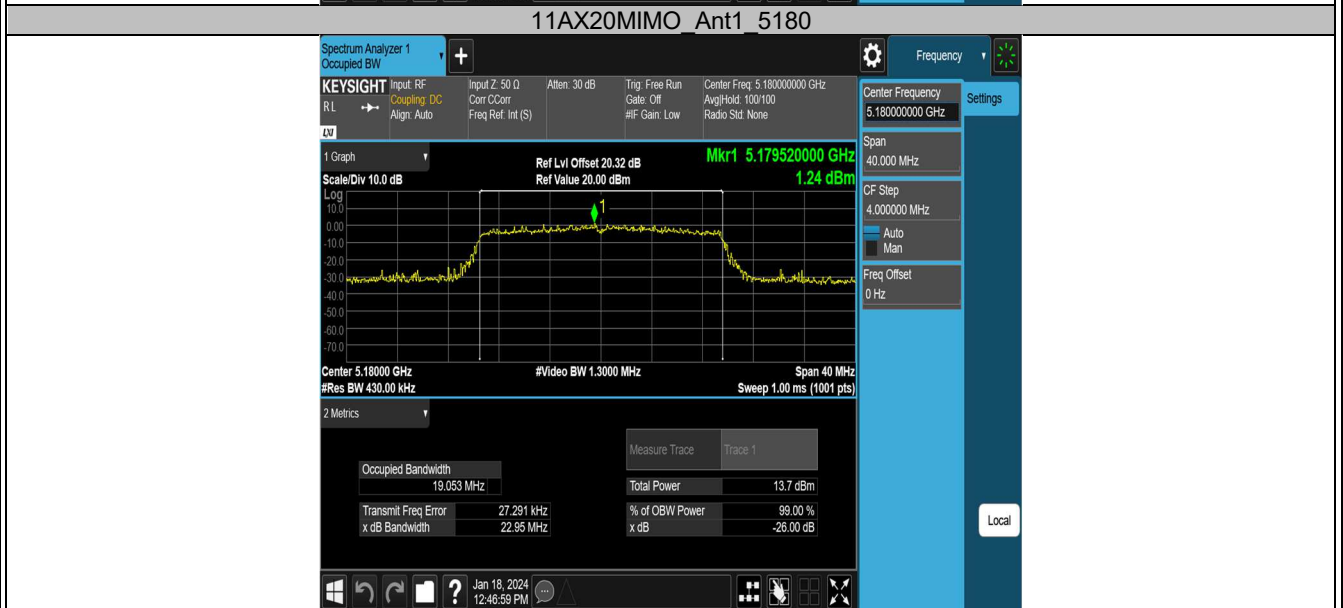 11AX20MIMO_Ant1_5180
Spectrum Analyzer 1
Occupied BW
+
Frequency
KEYSIGHT
Input: RF
Coupling: DC
Align: Auto
RL
LXI
Input Z: 50 Ω
Corr CCorr
Freq Ref: Int (S)
Atten: 30 dB
Trig: Free Run
Gate: Off
#IF Gain: Low
Center Freq: 5.180000000 GHz
Avg|Hold: 100/100
Radio Std: None
Center Frequency
5.180000000 GHz
Settings
Span
40.000 MHz
CF Step
4.000000 MHz
Auto
Man
Freq Offset
0 Hz
Local
1 Graph
Ref Lvl Offset 20.32 dB
Mkr1 5.179520000 GHz
Scale/Div 10.0 dB
Ref Value 20.00 dBm
1.24 dBm
Log
10.0
0.00
-10.0
-20.0
-30.0
-40.0
-50.0
-60.0
-70.0
1
Center 5.18000 GHz
#Video BW 1.3000 MHz
Span 40 MHz
#Res BW 430.00 kHz
Sweep 1.00 ms (1001 pts)
2 Metrics
Measure Trace
Trace 1
Occupied Bandwidth
19.053 MHz
Total Power
13.7 dBm
Transmit Freq Error
27.291 kHz
% of OBW Power
99.00 %
x dB Bandwidth
22.95 MHz
x dB
-26.00 dB
?
Jan 18, 2024
12:46:59 PM